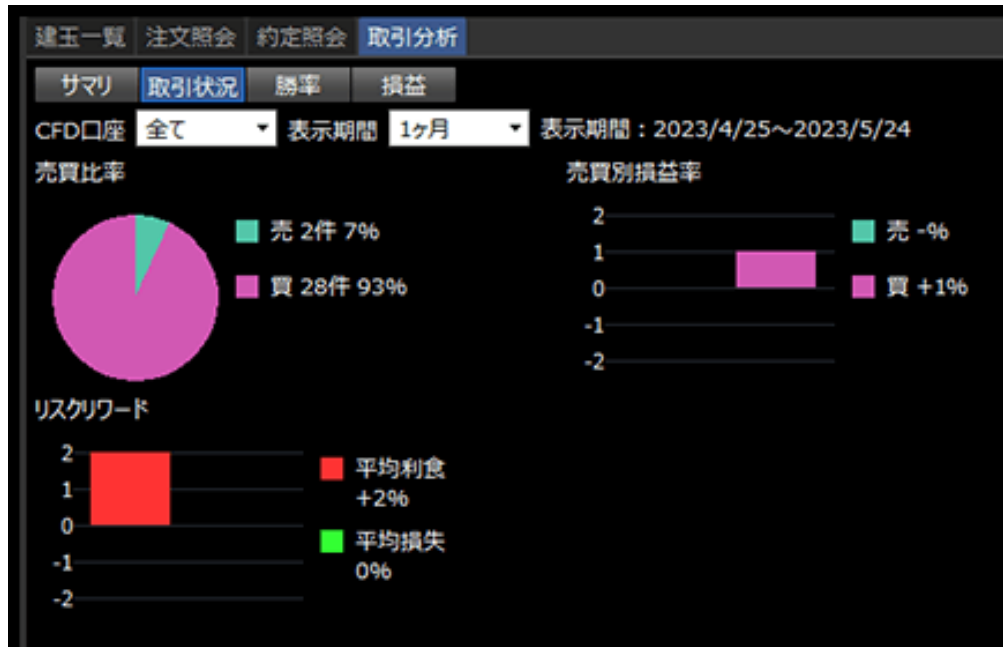 建玉一覧 注文照会 約定照会 取引分析
サマリ 取引状況 勝率 損益
CFD口座 全て 表示期間 1ヶ月 表示期間：2023/4/25～2023/5/24
売買比率
売 2件 7%
買 28件 93%
売買別損益率
2
1
0
-1
-2
売 -%
買 +1%
リスクリワード
2
1
0
-1
-2
平均利食
+2%
平均損失
0%